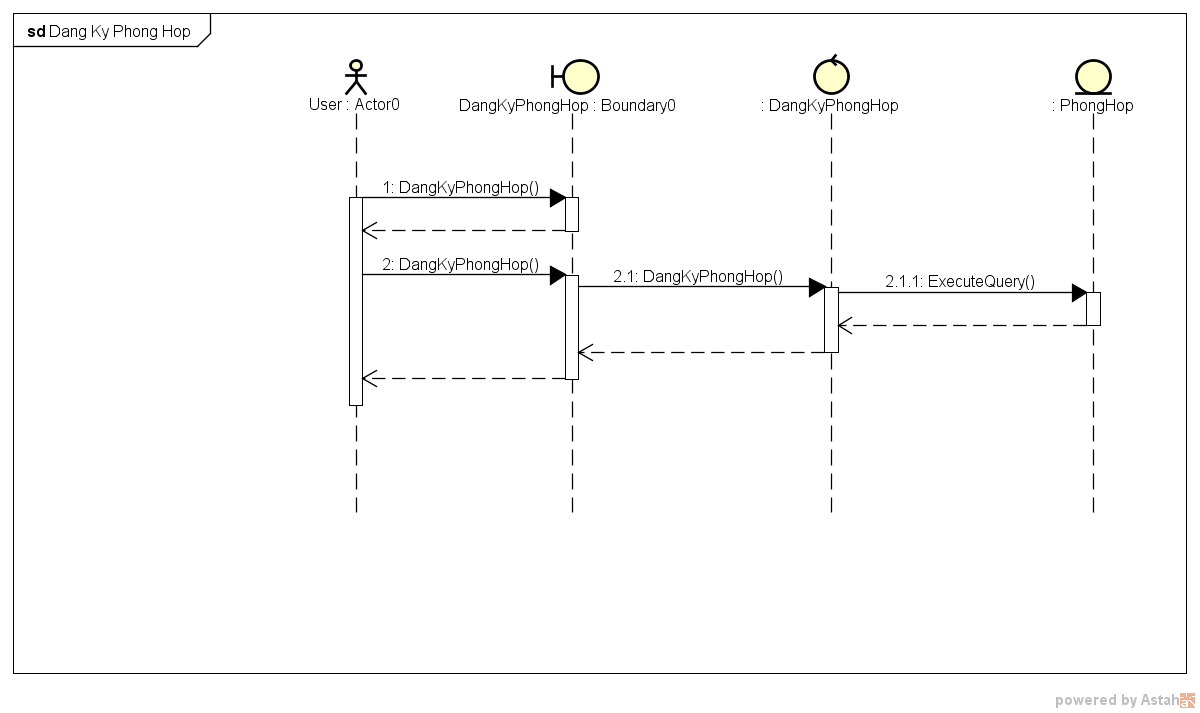 sd Dang Ky Phong Hop
User : Actor0
DangKyPhongHop : Boundary0
: DangKyPhongHop
: PhongHop
1: DangKyPhongHop()
2: DangKyPhongHop()
2.1: DangKyPhongHop()
2.1.1: ExecuteQuery()
powered by Astah